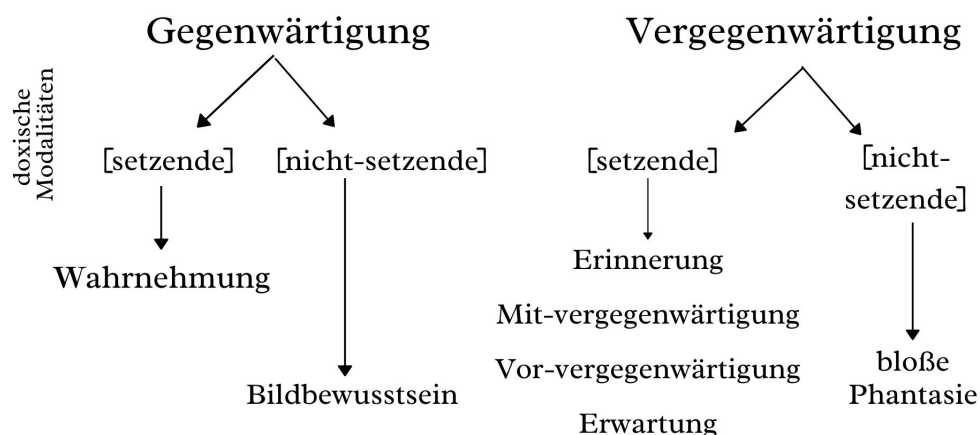 Gegenwärtigung
Vergegenwärtigung
doxische
Modalitäten
[setzende]
[nicht-setzende]
[setzende]
[nicht-
setzende]
Wahrnehmung
Erinnerung
Mit-vergegenwärtigung
Vor-vergegenwärtigung
Erwartung
Bildbewusstsein
bloße
Phantasie